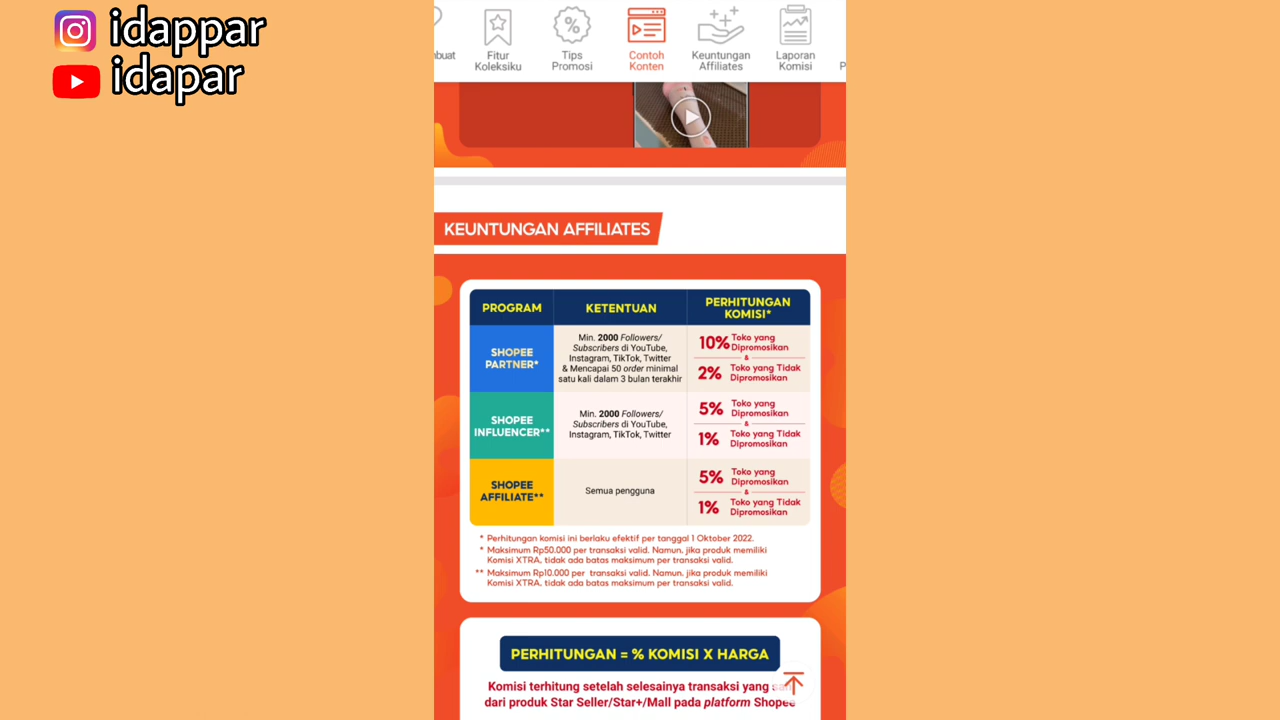 idappar
idapar
buat
Fitur
Koleksiku
Tips
Promosi
Contoh
Konten
Keuntungan
Affiliates
Laporan
Komisi
P
KEUNTUNGAN AFFILIATES
PROGRAM
KETENTUAN
PERHITUNGAN
KOMISI*
SHOPEE
PARTNER*
Min. 2000 Followers/
Subscribers di YouTube,
Instagram, TikTok, Twitter
& Mencapai 50 order minimal
satu kali dalam 3 bulan terakhir
10% Toko yang
Dipromosikan
&
2% Toko yang Tidak
Dipromosikan
SHOPEE
INFLUENCER**
Min. 2000 Followers/
Subscribers di YouTube,
Instagram, TikTok, Twitter
5% Toko yang
Dipromosikan
&
1% Toko yang Tidak
Dipromosikan
SHOPEE
AFFILIATE**
Semua pengguna
5% Toko yang
Dipromosikan
&
1% Toko yang Tidak
Dipromosikan
* Perhitungan komisi ini berlaku efektif per tanggal 1 Oktober 2022.
* Maksimum Rp50.000 per transaksi valid. Namun, jika produk memiliki
Komisi XTRA, tidak ada batas maksimum per transaksi valid.
** Maksimum Rp10.000 per transaksi valid. Namun, jika produk memiliki
Komisi XTRA, tidak ada batas maksimum per transaksi valid.
PERHITUNGAN = % KOMISI X HARGA
Komisi terhitung setelah selesainya transaksi yang
dari produk Star Seller/Star+/Mall pada platform Shopee